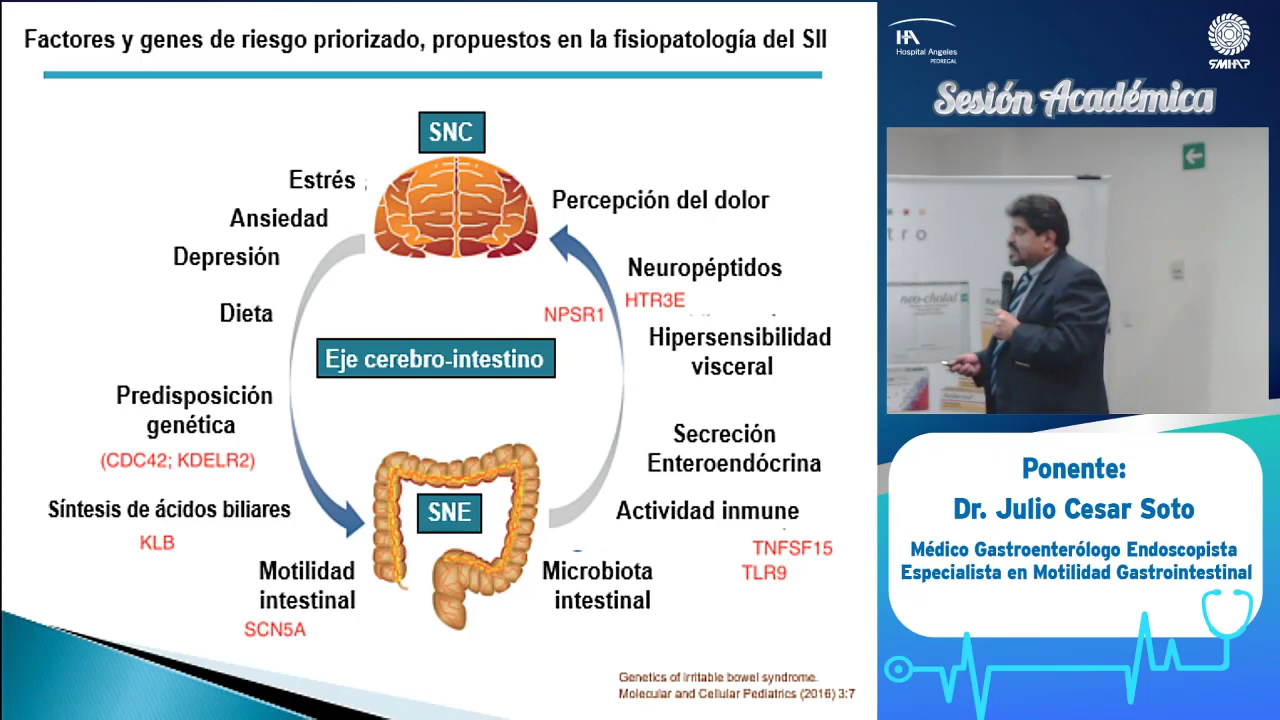 Factores y genes de riesgo priorizado, propuestos en la fisiopatología del SII
SNC
Estrés
Ansiedad
Depresión
Dieta
Percepción del dolor
Neuropéptidos
HTR3E
NPSR1
Hipersensibilidad
visceral
Eje cerebro-intestino
Predisposición
genética
(CDC42; KDELR2)
Secreción
Enteroendócrina
Síntesis de ácidos biliares
KLB
SNE
Actividad inmune
TNFSF15
TLR9
Motilidad
intestinal
SCN5A
Microbiota
intestinal
Genetics of irritable bowel syndrome.
Molecular and Cellular Pediatrics (2016) 3:7
HA
Hospital Angeles
PEDREGAL
SMHAP
Sesión Académica
tro
neo-cholal
Ponente:
Dr. Julio Cesar Soto
Médico Gastroenterólogo Endoscopista
Especialista en Motilidad Gastrointestinal